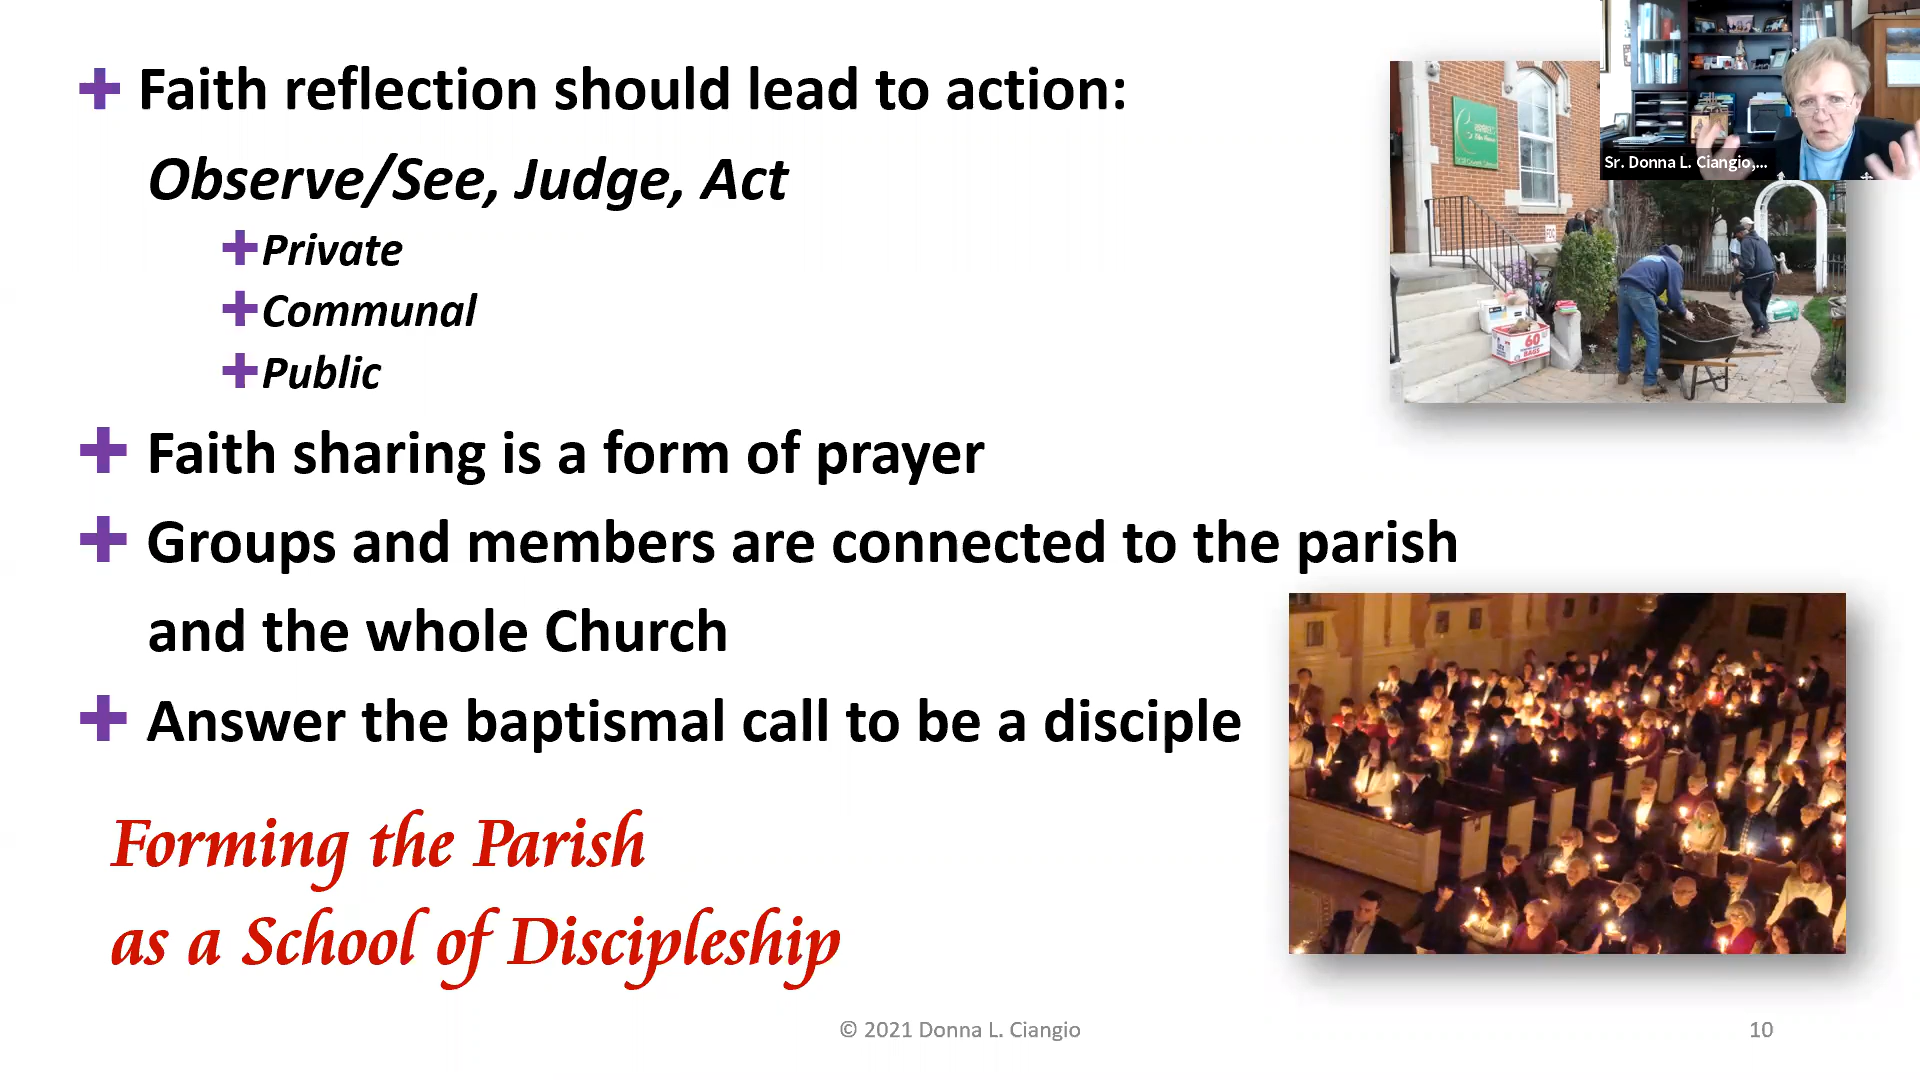 Faith reflection should lead to action:
Observe/See, Judge, Act
Private
Communal
Public
Faith sharing is a form of prayer
Groups and members are connected to the parish
and the whole Church
Answer the baptismal call to be a disciple
Forming the Parish
as a School of Discipleship
© 2021 Donna L. Ciangio
10
Sr. Donna L. Ciangio,...
60
BAGS